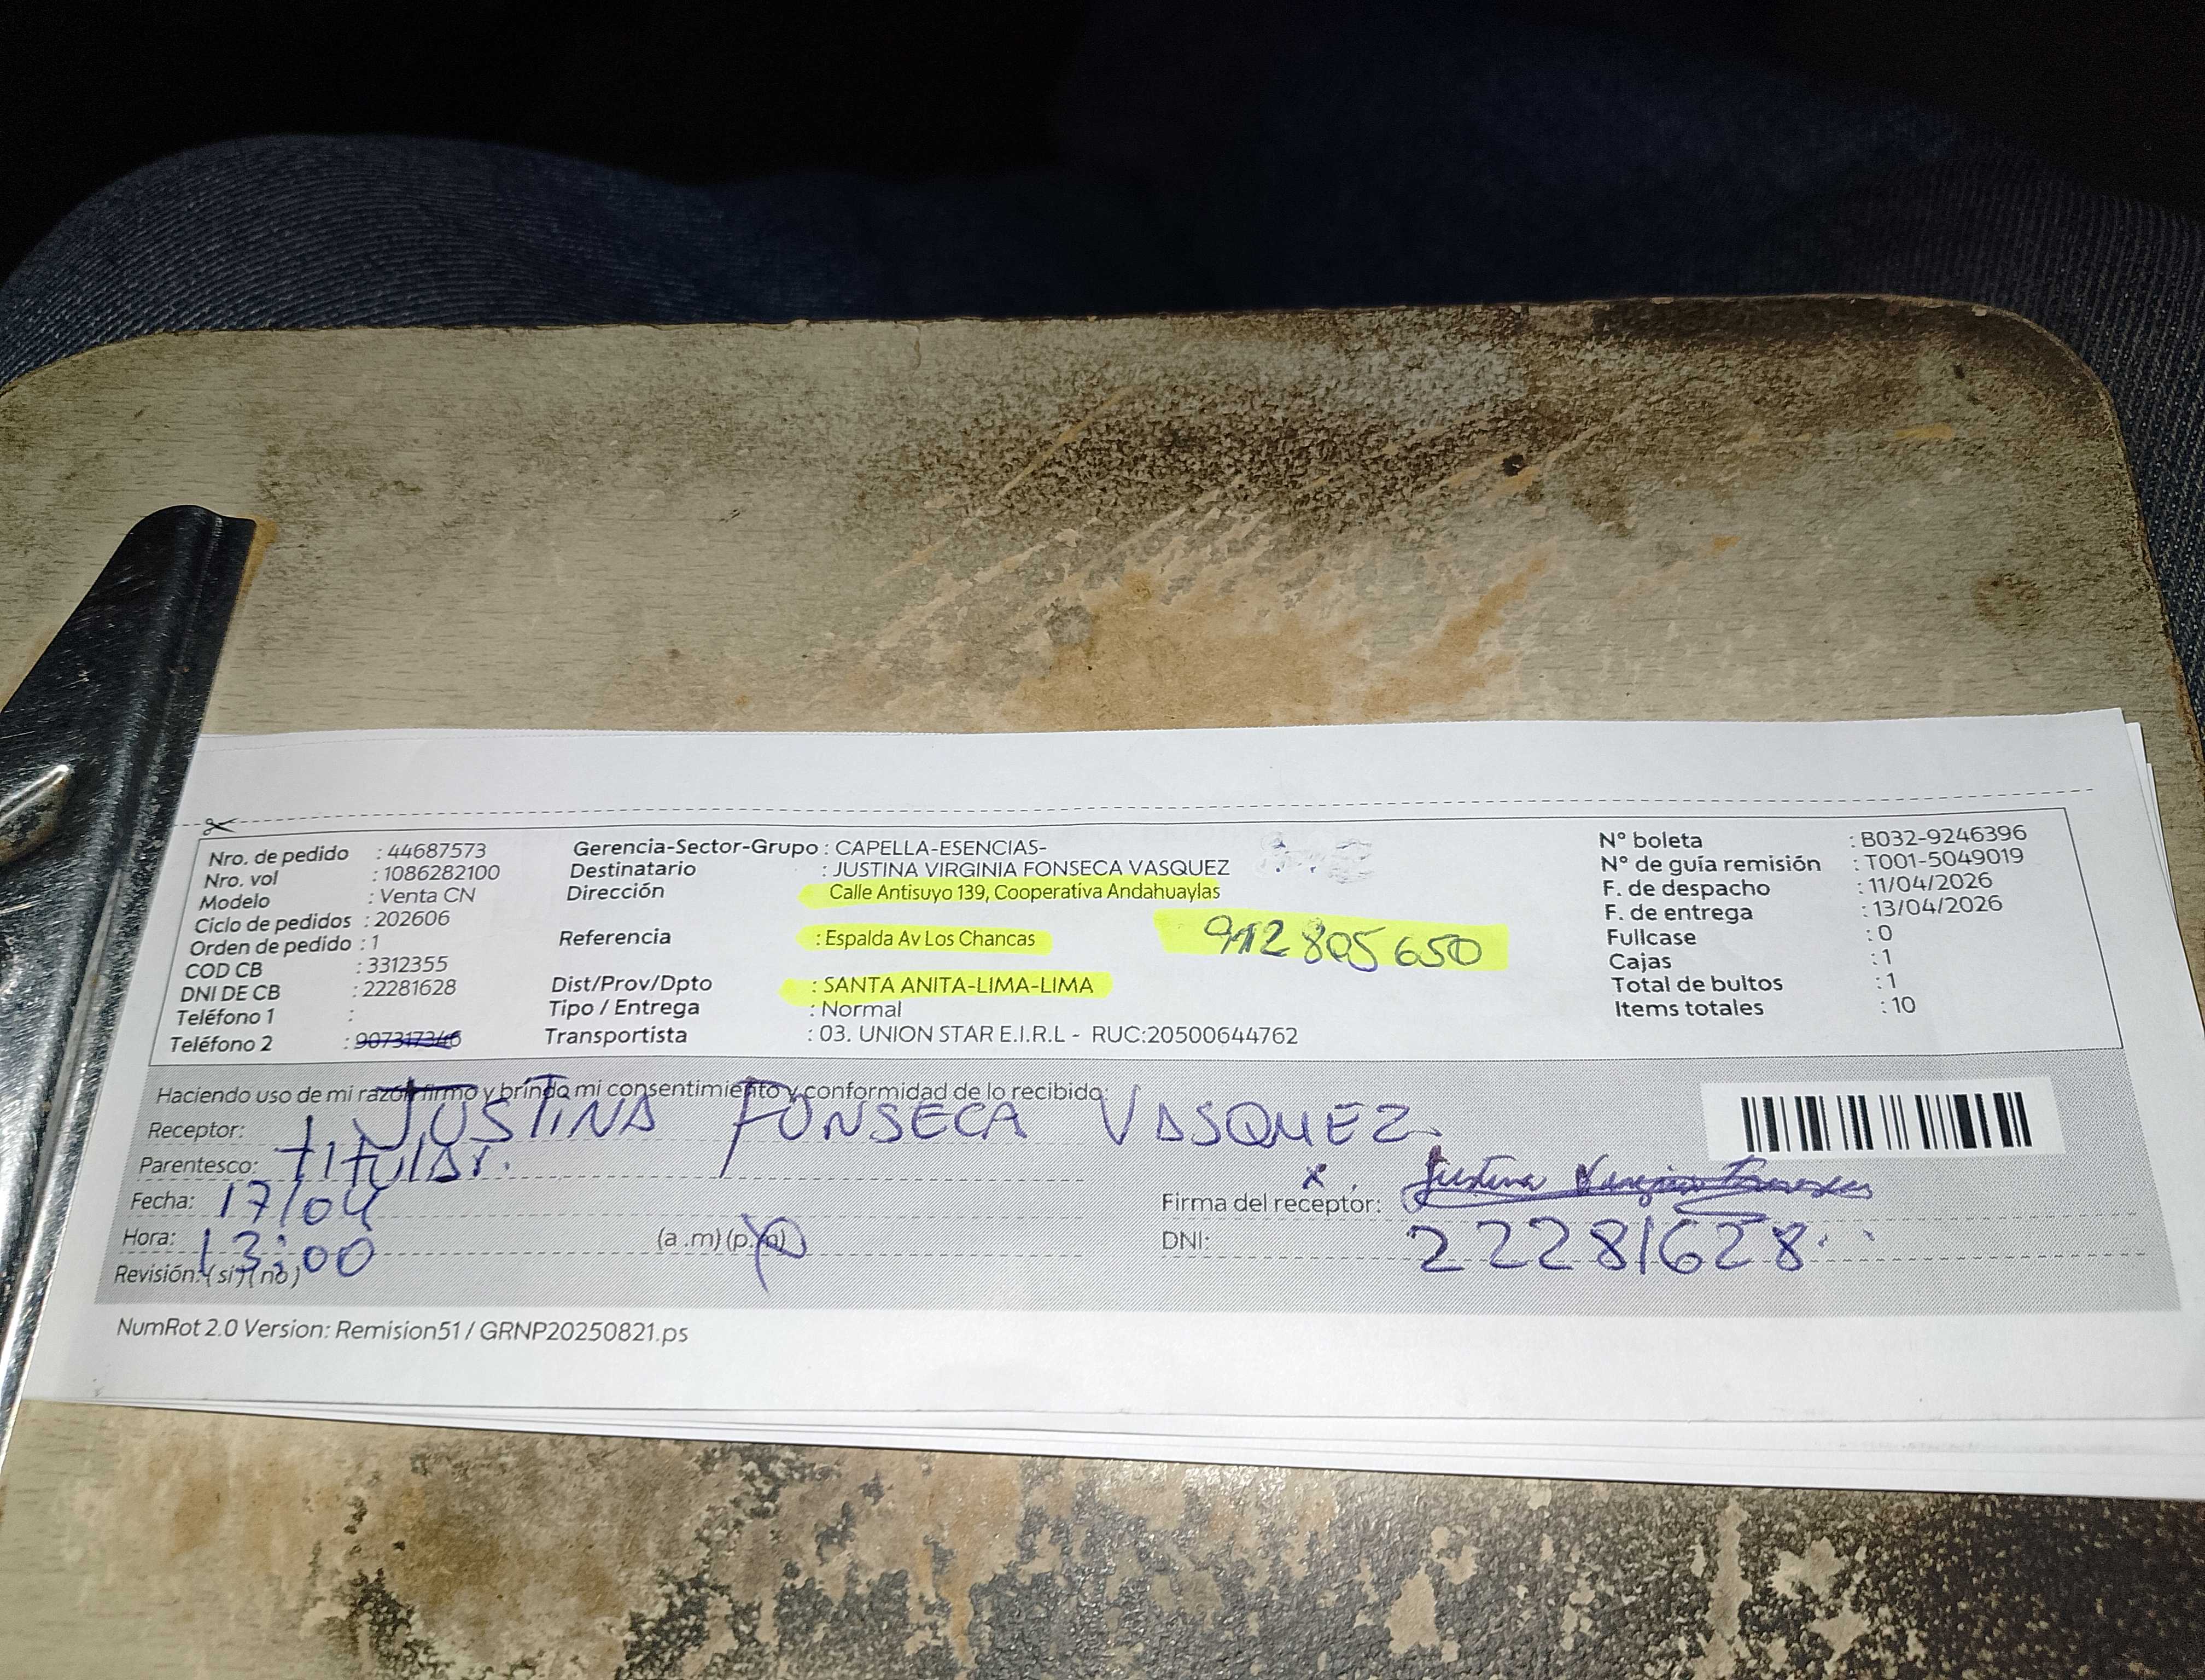 Nro. de pedido : 44687573
Nro. vol : 1086282100
Modelo : Venta CN
Ciclo de pedidos : 202606
Orden de pedido : 1
COD CB : 3312355
DNI DE CB : 22281628
Teléfono 1 :
Teléfono 2 : 907317346
Gerencia-Sector-Grupo : CAPELLA-ESENCIAS-
Destinatario : JUSTINA VIRGINIA FONSECA VASQUEZ
Dirección Calle Antisuyo 139, Cooperativa Andahuaylas
Referencia : Espalda Av Los Chancas
912805650
Dist/Prov/Dpto : SANTA ANITA-LIMA-LIMA
Tipo / Entrega : Normal
Transportista : 03. UNION STAR E.I.R.L - RUC:20500644762
N° boleta : B032-9246396
N° de guía remisión : T001-5049019
F. de despacho : 11/04/2026
F. de entrega : 13/04/2026
Fullcase : 0
Cajas : 1
Total de bultos : 1
Items totales : 10
Haciendo uso de mi razón firmo y brindo mi consentimiento y conformidad de lo recibido:
Receptor: JUSTINA FONSECA VASQUEZ
Parentesco: titular.
Fecha: 17/04
Hora: 13:00 (a .m) (p.m)
Revisión: (si) (no)
x
Firma del receptor: Justina Virginia Fonseca
DNI: 22281628
NumRot 2.0 Version: Remision51 / GRNP20250821.ps